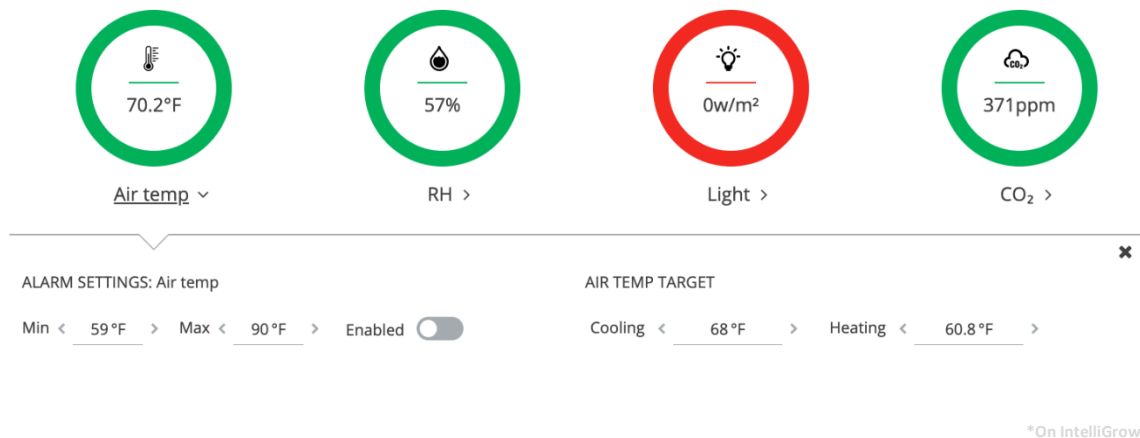 70.2°F
57%
CO₂
0w/m²
371ppm
Air temp
RH
Light
CO₂
ALARM SETTINGS: Air temp
AIR TEMP TARGET
Min 59°F Max 90°F Enabled
Cooling 68°F Heating 60.8°F
*On IntelliGrow